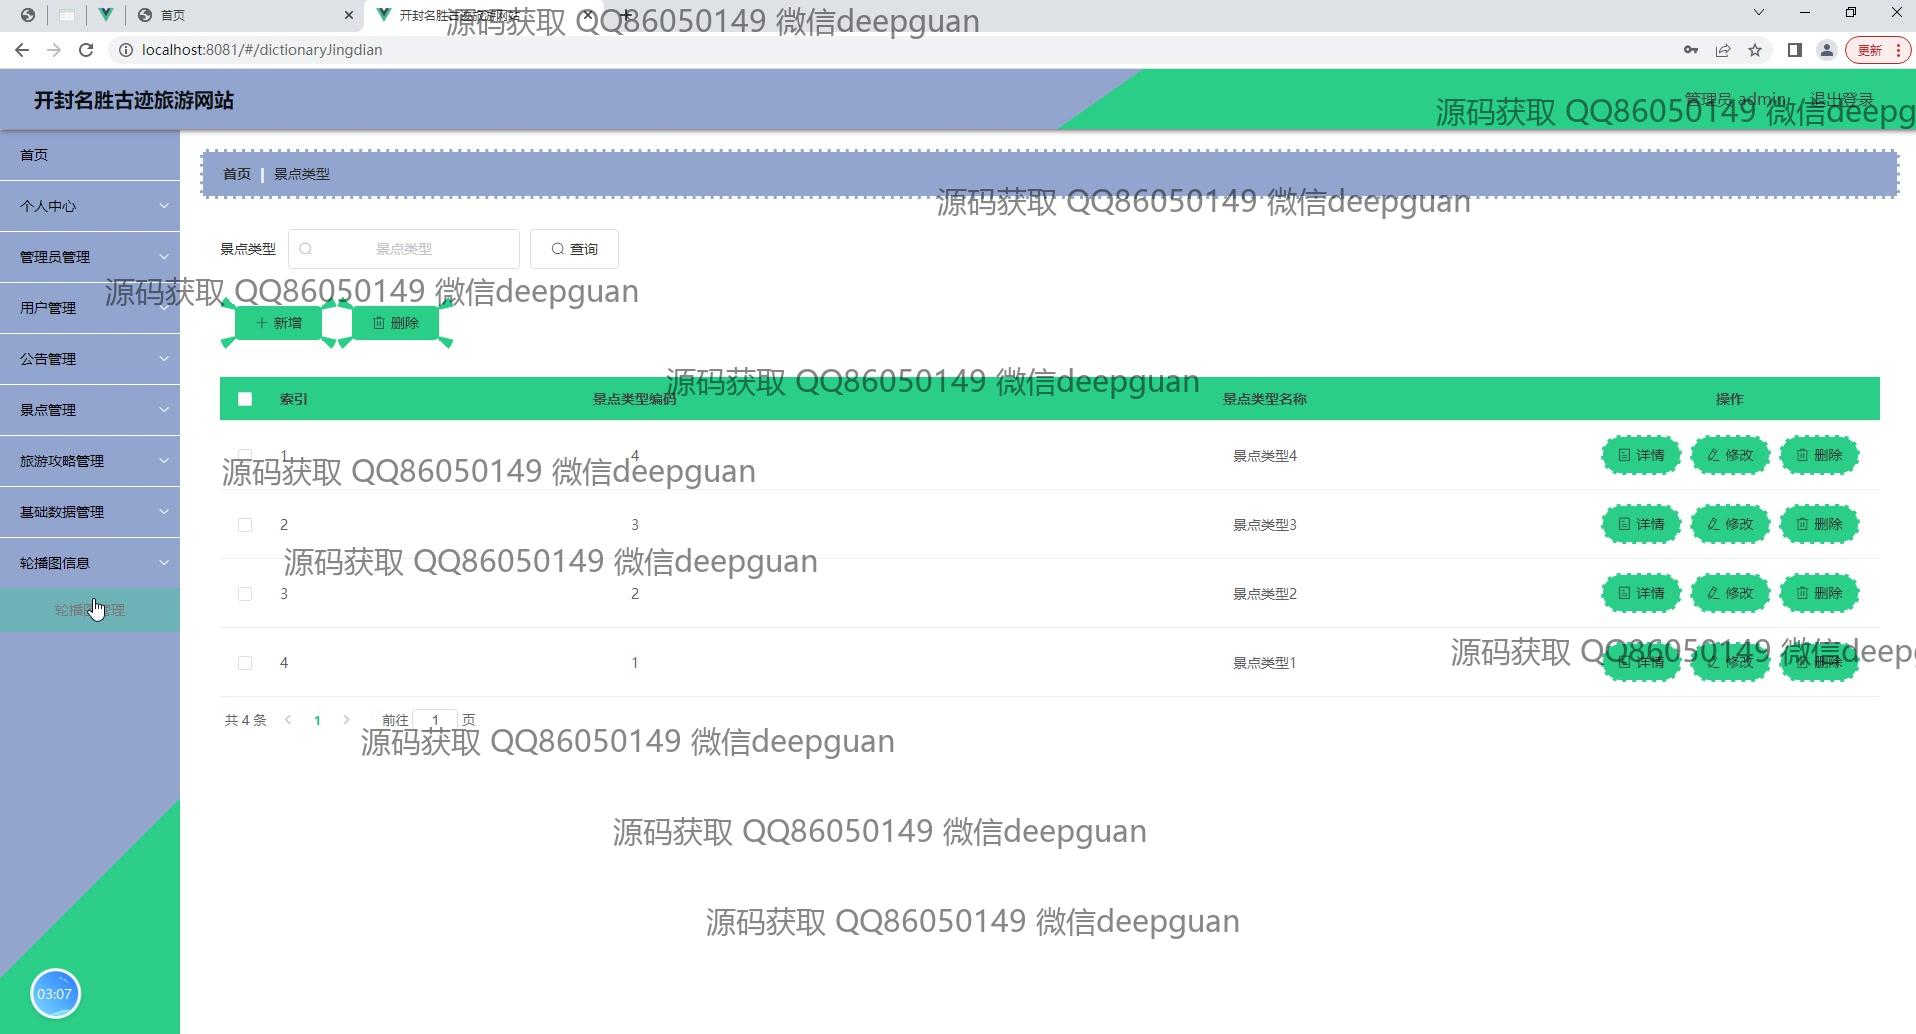 首页
开封名胜古迹旅游网站
源码获取 QQ86050149 微信deepguan
localhost:8081/#/dictionaryJingdian
更新
开封名胜古迹旅游网站
管理员 admin 退出登录
源码获取 QQ86050149 微信deepg
首页
个人中心
管理员管理
用户管理
公告管理
景点管理
旅游攻略管理
基础数据管理
轮播图信息
轮播图管理
首页 景点类型
源码获取 QQ86050149 微信deepguan
景点类型 景点类型 查询
源码获取 QQ86050149 微信deepguan
新增 删除
源码获取 QQ86050149 微信deepguan
索引 景点类型编码 景点类型名称 操作
1 4 景点类型4 详情 修改 删除
源码获取 QQ86050149 微信deepguan
2 3 景点类型3 详情 修改 删除
源码获取 QQ86050149 微信deepguan
3 2 景点类型2 详情 修改 删除
源码获取 QQ86050149 微信deep
4 1 景点类型1 详情 修改 删除
共 4 条 1 前往 1 页
源码获取 QQ86050149 微信deepguan
源码获取 QQ86050149 微信deepguan
源码获取 QQ86050149 微信deepguan
03:07